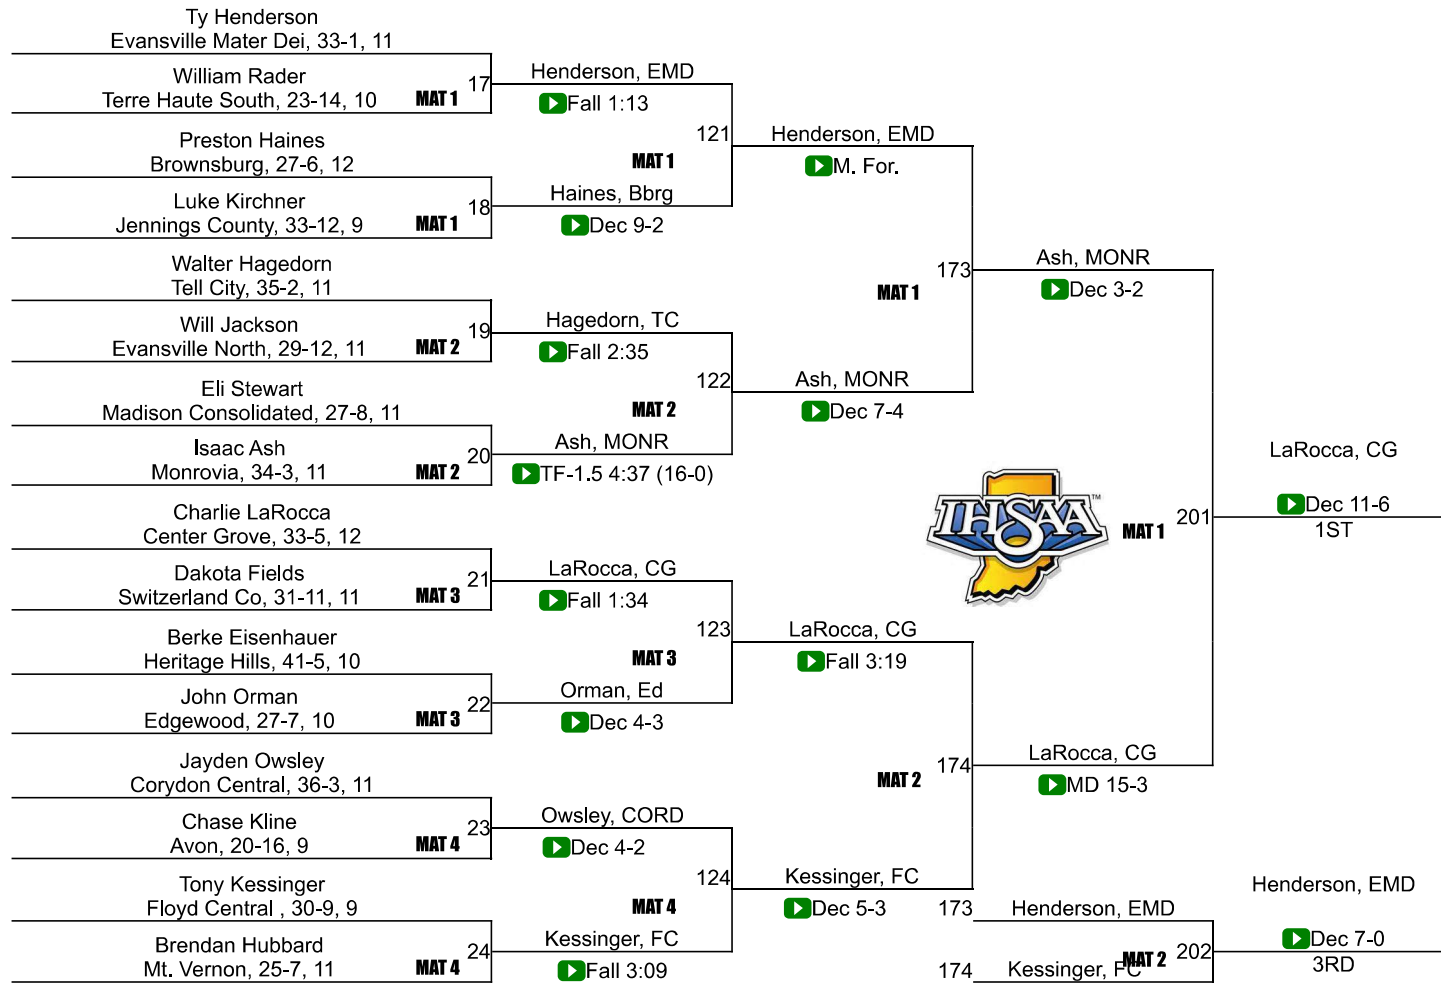 Ty Henderson
Evansville Mater Dei, 33-1, 11
William Rader
Terre Haute South, 23-14, 10
MAT 1
17
Preston Haines
Brownsburg, 27-6, 12
Luke Kirchner
Jennings County, 33-12, 9
MAT 1
18
Walter Hagedorn
Tell City, 35-2, 11
Will Jackson
Evansville North, 29-12, 11
MAT 2
19
Eli Stewart
Madison Consolidated, 27-8, 11
Isaac Ash
Monrovia, 34-3, 11
MAT 2
20
Charlie LaRocca
Center Grove, 33-5, 12
Dakota Fields
Switzerland Co, 31-11, 11
MAT 3
21
Berke Eisenhauer
Heritage Hills, 41-5, 10
John Orman
Edgewood, 27-7, 10
MAT 3
22
Jayden Owsley
Corydon Central, 36-3, 11
Chase Kline
Avon, 20-16, 9
MAT 4
23
Tony Kessinger
Floyd Central , 30-9, 9
Brendan Hubbard
Mt. Vernon, 25-7, 11
MAT 4
24
Henderson, EMD
Fall 1:13
121
MAT 1
Haines, Bbrg
Dec 9-2
Hagedorn, TC
Fall 2:35
122
MAT 2
Ash, MONR
TF-1.5 4:37 (16-0)
LaRocca, CG
Fall 1:34
123
MAT 3
Orman, Ed
Dec 4-3
Owsley, CORD
Dec 4-2
124
MAT 4
Kessinger, FC
Fall 3:09
Henderson, EMD
M. For.
173
MAT 1
Ash, MONR
Dec 7-4
LaRocca, CG
Fall 3:19
174
MAT 2
Kessinger, FC
Dec 5-3
Ash, MONR
Dec 3-2
IHSAA™
MAT 1
201
LaRocca, CG
MD 15-3
LaRocca, CG
Dec 11-6
1ST
173
Henderson, EMD
MAT 2
202
174
Kessinger, FC
Henderson, EMD
Dec 7-0
3RD